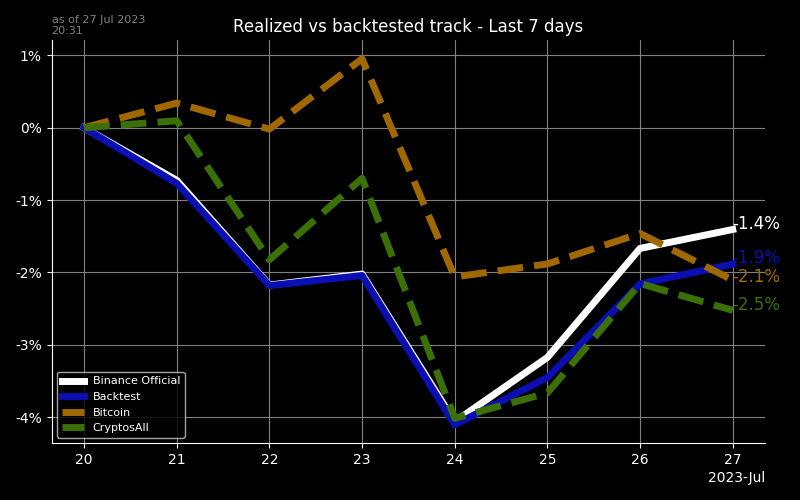 as of 27 Jul 2023
20:31
Realized vs backtested track - Last 7 days
1%
0%
-1%
-2%
-3%
-4%
-1.4%
-1.9%
-2.1%
-2.5%
Binance Official
Backtest
Bitcoin
CryptosAll
20 21 22 23 24 25 26 27
2023-Jul